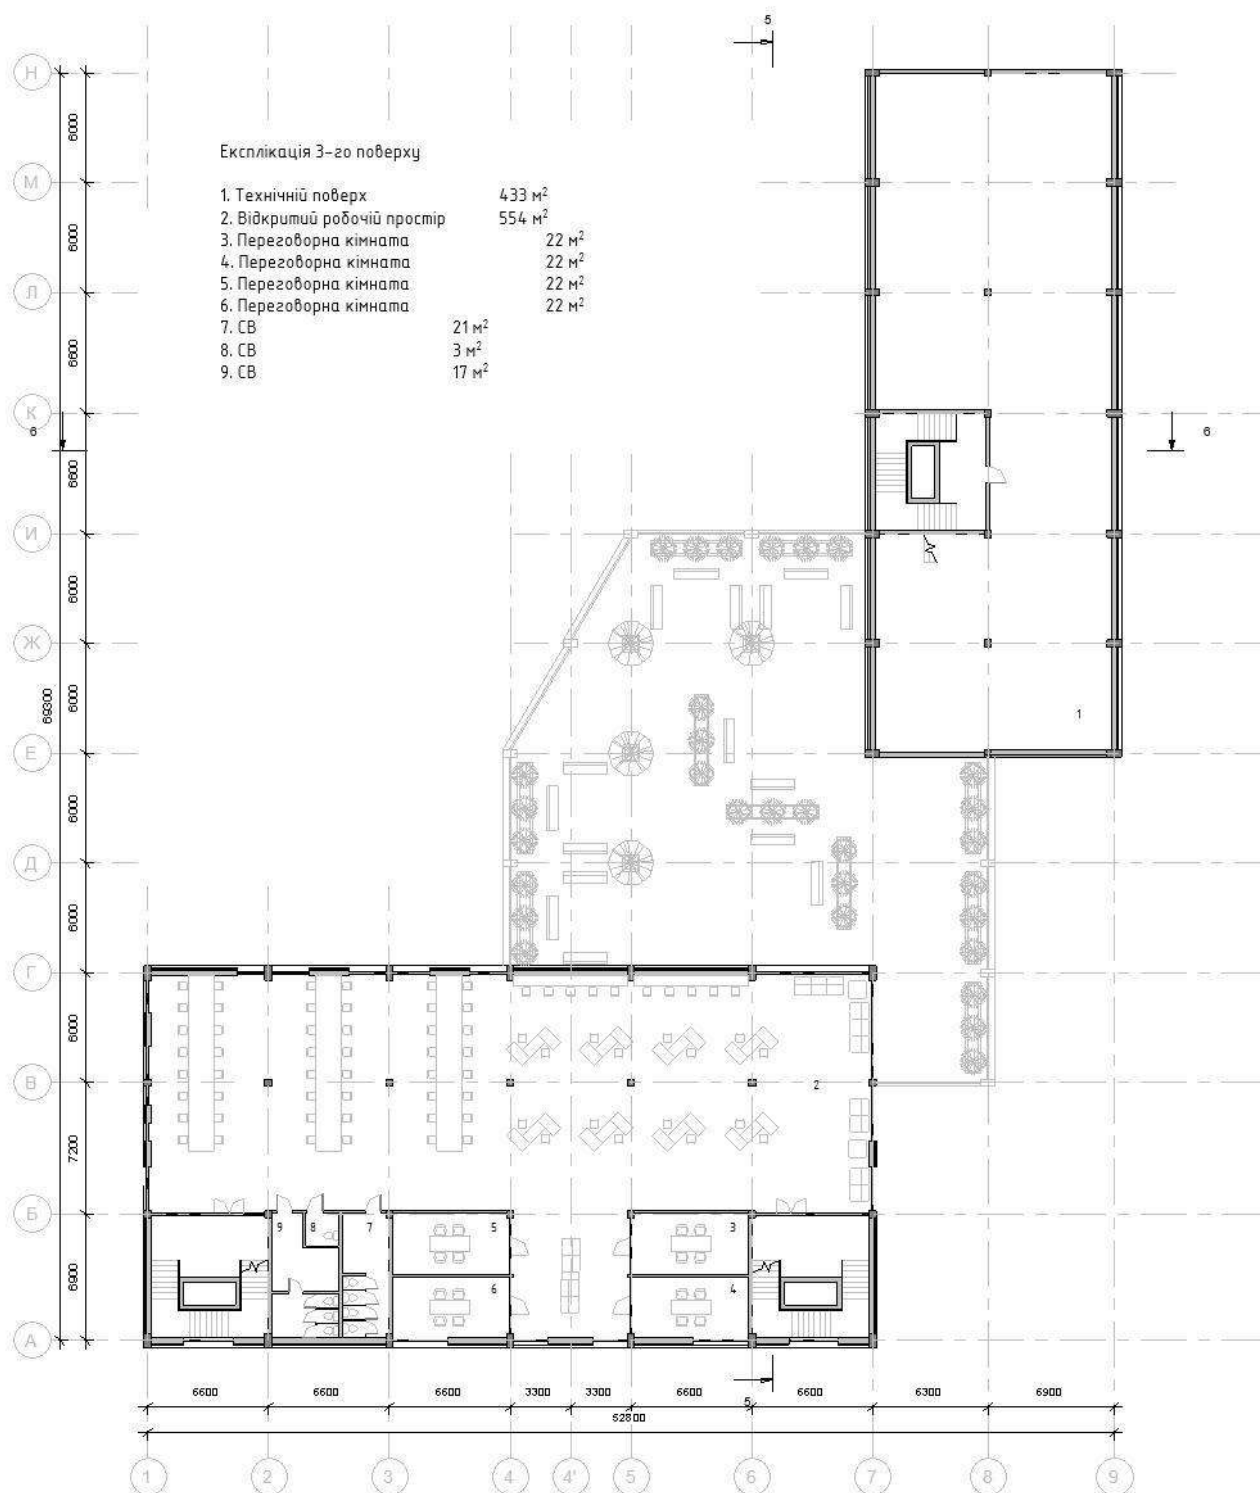 5
Н
М
Л
К
И
Ж
Е
Д
Г
В
Б
А
6000
6000
6600
6600
6000
6000
6000
6000
6000
7200
6900
69300
Експлікація 3-го поверху
1. Технічній поверх 433 м²
2. Відкритий робочій простір 554 м²
3. Переговорна кімната 22 м²
4. Переговорна кімната 22 м²
5. Переговорна кімната 22 м²
6. Переговорна кімната 22 м²
7. СВ 21 м²
8. СВ 3 м²
9. СВ 17 м²
6
6
1
2
9
8
7
5
3
6
4
5
6600
6600
6600
3300
3300
6600
6600
6300
6900
52800
1
2
3
4
4'
5
6
7
8
9